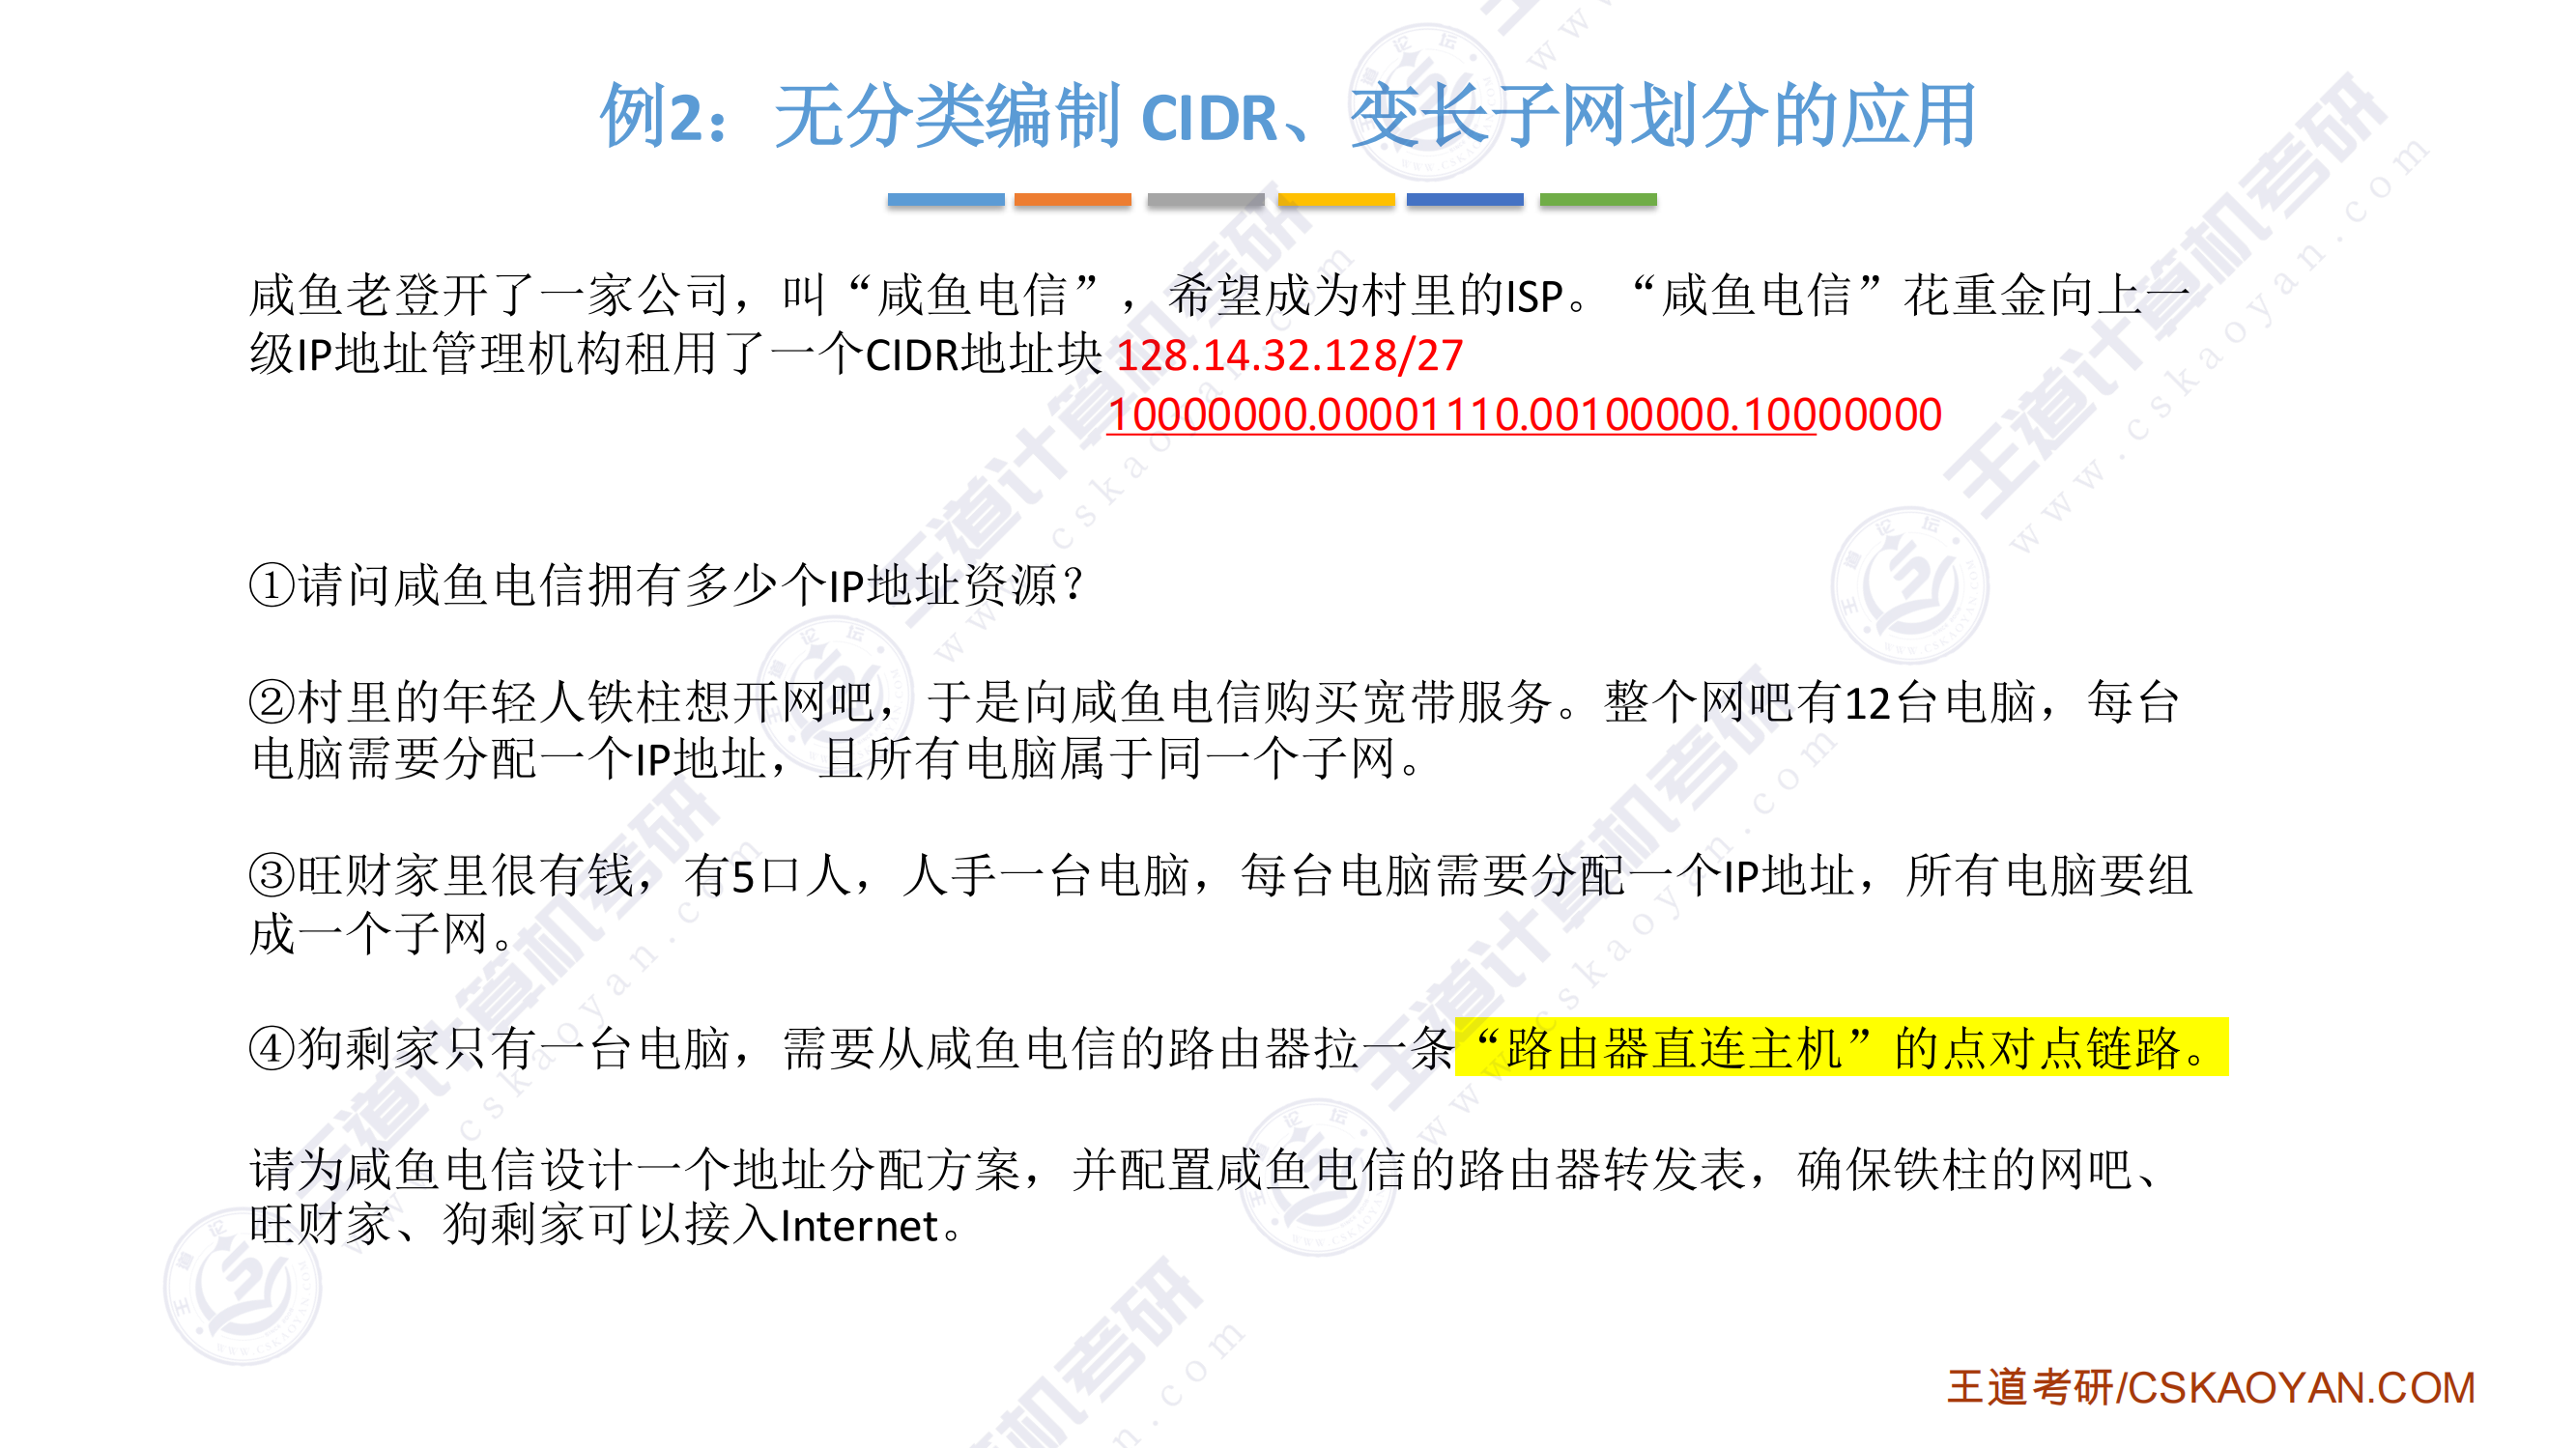 例2：无分类编制 CIDR、变长子网划分的应用
咸鱼老登开了一家公司，叫“咸鱼电信”，希望成为村里的ISP。“咸鱼电信”花重金向上一
级IP地址管理机构租用了一个CIDR地址块 128.14.32.128/27
10000000.00001110.00100000.10000000
①请问咸鱼电信拥有多少个IP地址资源？
②村里的年轻人铁柱想开网吧，于是向咸鱼电信购买宽带服务。整个网吧有12台电脑，每台
电脑需要分配一个IP地址，且所有电脑属于同一个子网。
③旺财家里很有钱，有5口人，人手一台电脑，每台电脑需要分配一个IP地址，所有电脑要组
成一个子网。
④狗剩家只有一台电脑，需要从咸鱼电信的路由器拉一条“路由器直连主机”的点对点链路。
请为咸鱼电信设计一个地址分配方案，并配置咸鱼电信的路由器转发表，确保铁柱的网吧、
旺财家、狗剩家可以接入Internet。
王道考研/CSKAOYAN.COM
王道计算机考研
www.cskaoyan.com